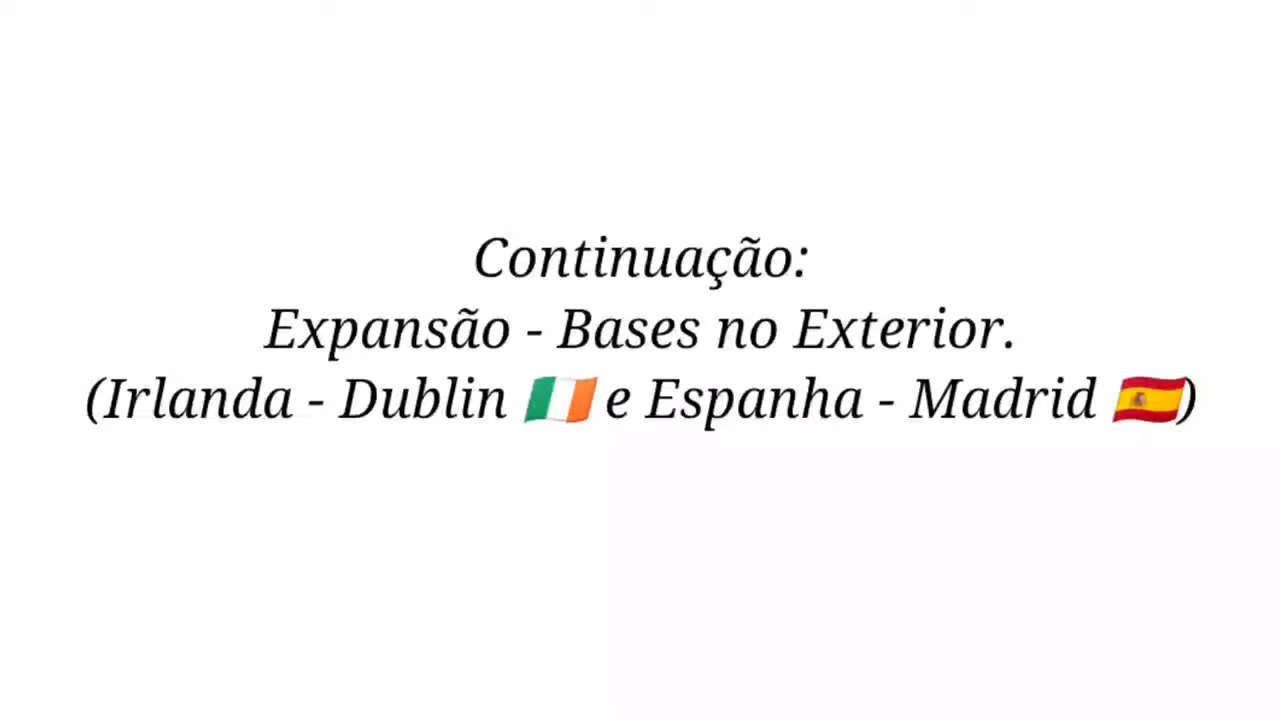 Continuação:
Expansão - Bases no Exterior.
(Irlanda - Dublin 🇮🇪 e Espanha - Madrid 🇪🇸)